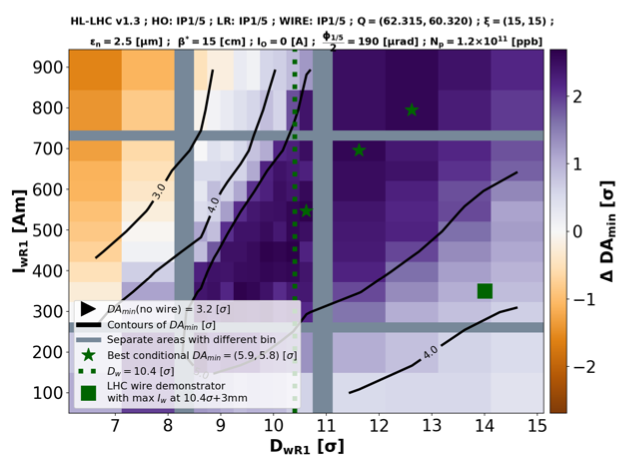 HL-LHC v1.3 ; HO: IP1/5 ; LR: IP1/5 ; WIRE: IP1/5 ; Q = (62.315, 60.320) ; ξ = (15, 15) ;
εn = 2.5 [μm] ; β* = 15 [cm] ; IO = 0 [A] ; ϕ1/5/2 = 190 [μrad] ; Np = 1.2×10¹¹ [ppb]
900
800
700
600
500
400
300
200
100
IwR1 [Am]
3.0
4.0
4.0
DAmin(no wire) = 3.2 [σ]
Contours of DAmin [σ]
Separate areas with different bin
Best conditional DAmin = (5.9, 5.8) [σ]
Dw = 10.4 [σ]
LHC wire demonstrator
with max Iw at 10.4σ+3mm
7 8 9 10 11 12 13 14 15
DwR1 [σ]
2
1
0
−1
−2
Δ DAmin [σ]